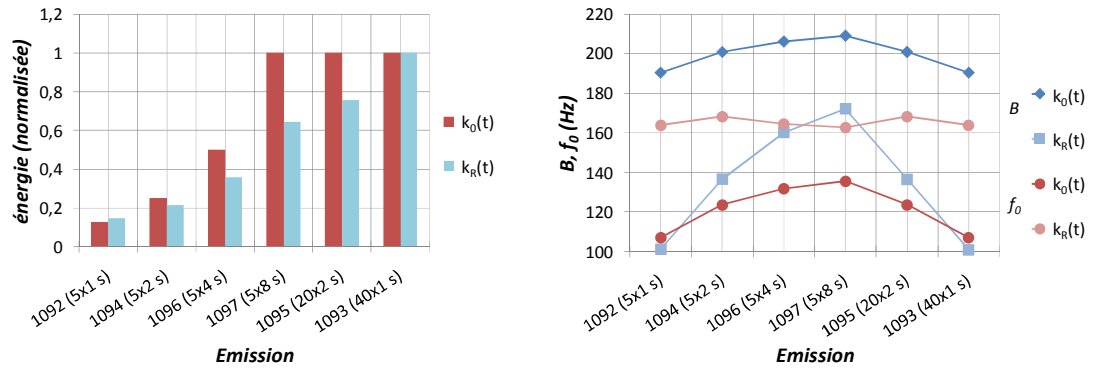 énergie (normalisée)
1,2
1
0,8
0,6
0,4
0,2
0
1092 (5x1 s)
1094 (5x2 s)
1096 (5x4 s)
1097 (5x8 s)
1095 (20x2 s)
1093 (40x1 s)
Emission
k0(t)
kR(t)
B, f0 (Hz)
220
200
180
160
140
120
100
1092 (5x1 s)
1094 (5x2 s)
1096 (5x4 s)
1097 (5x8 s)
1095 (20x2 s)
1093 (40x1 s)
Emission
B
k0(t)
kR(t)
f0
k0(t)
kR(t)